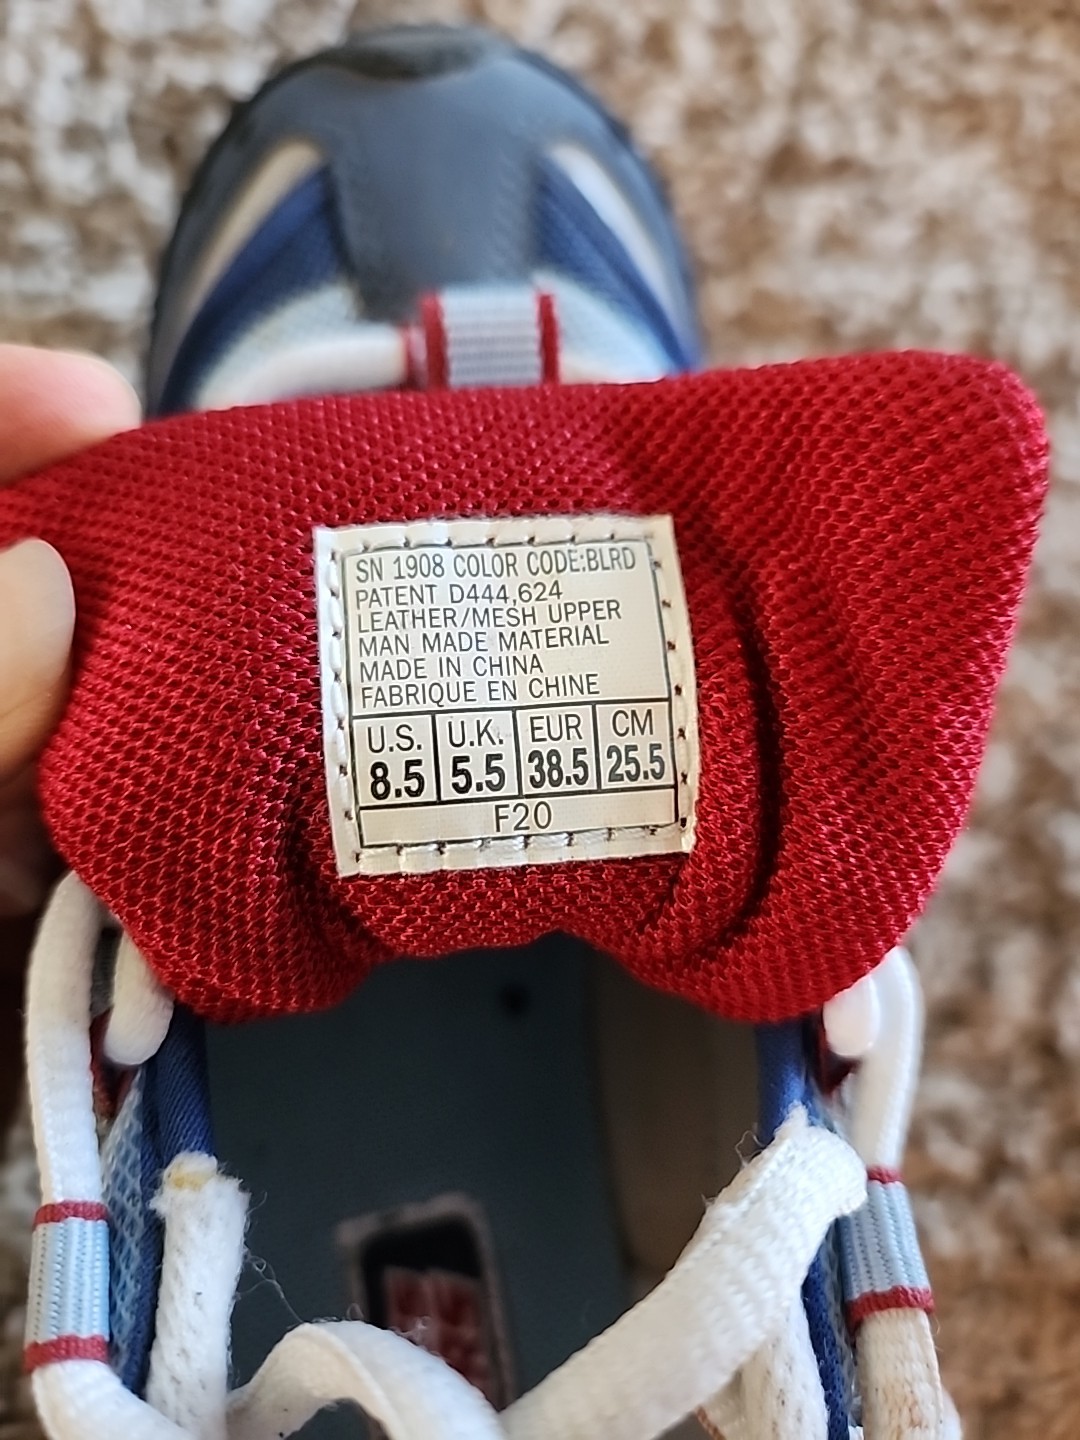 SN 1908 COLOR CODE:BLRD
PATENT D444,624
LEATHER/MESH UPPER
MAN MADE MATERIAL
MADE IN CHINA
FABRIQUE EN CHINE
U.S. U.K. EUR CM
8.5 5.5 38.5 25.5
F20